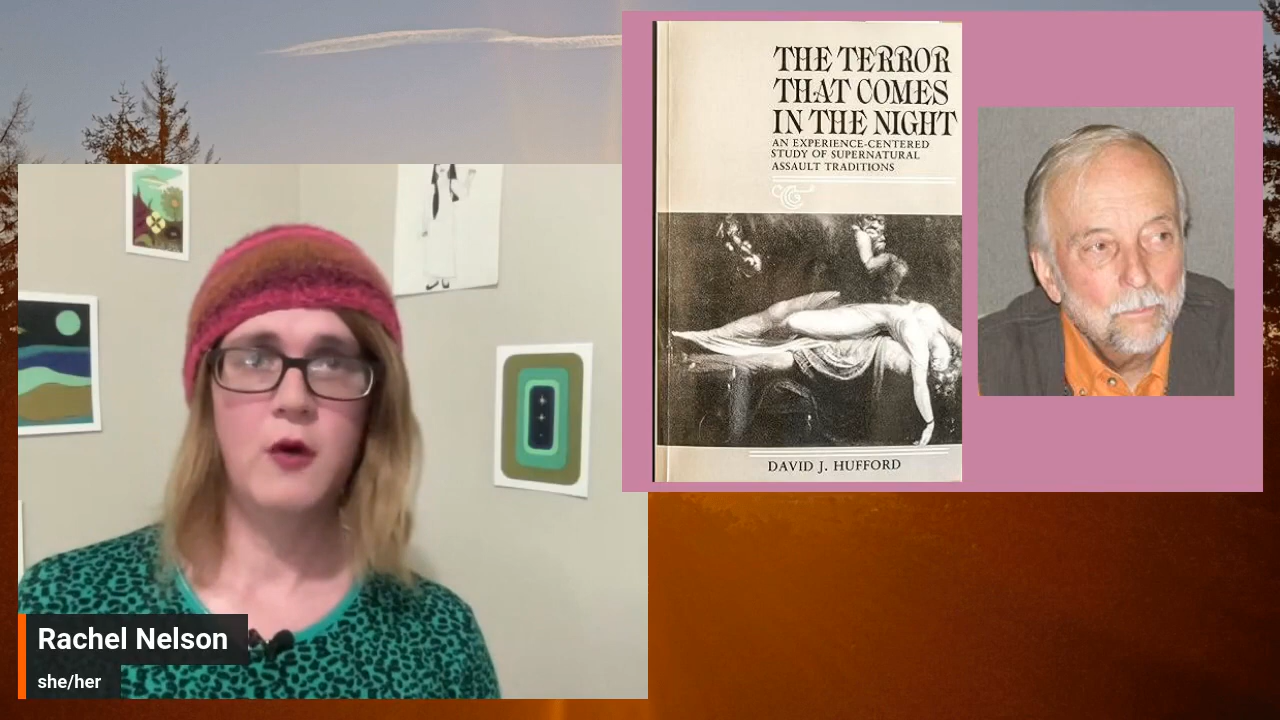 THE TERROR
THAT COMES
IN THE NIGHT
AN EXPERIENCE-CENTERED
STUDY OF SUPERNATURAL
ASSAULT TRADITIONS
DAVID J. HUFFORD
Rachel Nelson
she/her